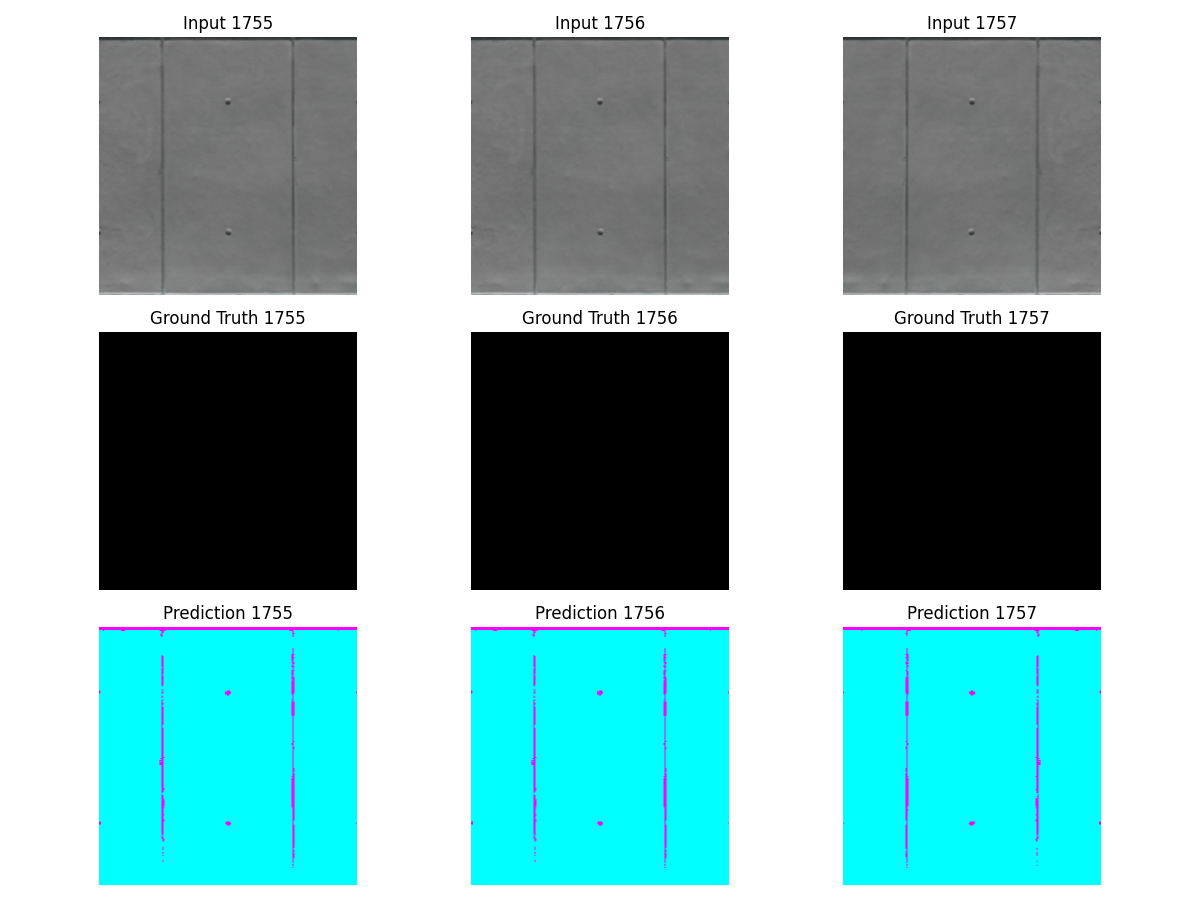 Input 1755
Input 1756
Input 1757
Ground Truth 1755
Ground Truth 1756
Ground Truth 1757
Prediction 1755
Prediction 1756
Prediction 1757